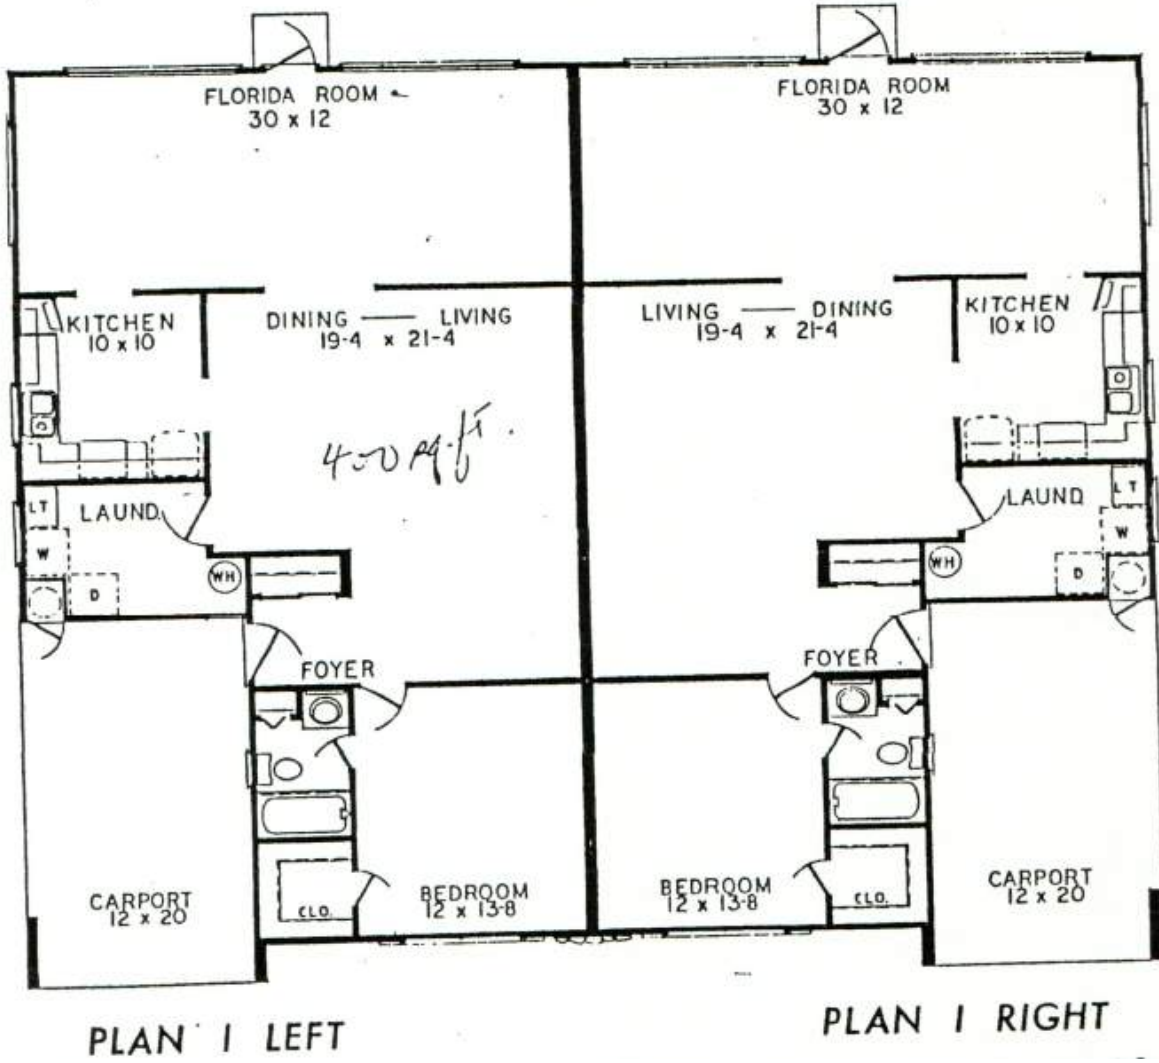 FLORIDA ROOM
30 x 12
FLORIDA ROOM
30 x 12
KITCHEN
10 x 10
DINING — LIVING
19-4 x 21-4
LIVING — DINING
19-4 x 21-4
KITCHEN
10 x 10
400 sq. ft.
LT
LAUND.
W
D
WH
LAUND.
LT
W
D
WH
FOYER
FOYER
CARPORT
12 x 20
CLO.
BEDROOM
12 x 13-8
BEDROOM
12 x 13-8
CLO.
CARPORT
12 x 20
PLAN 1 LEFT
PLAN 1 RIGHT